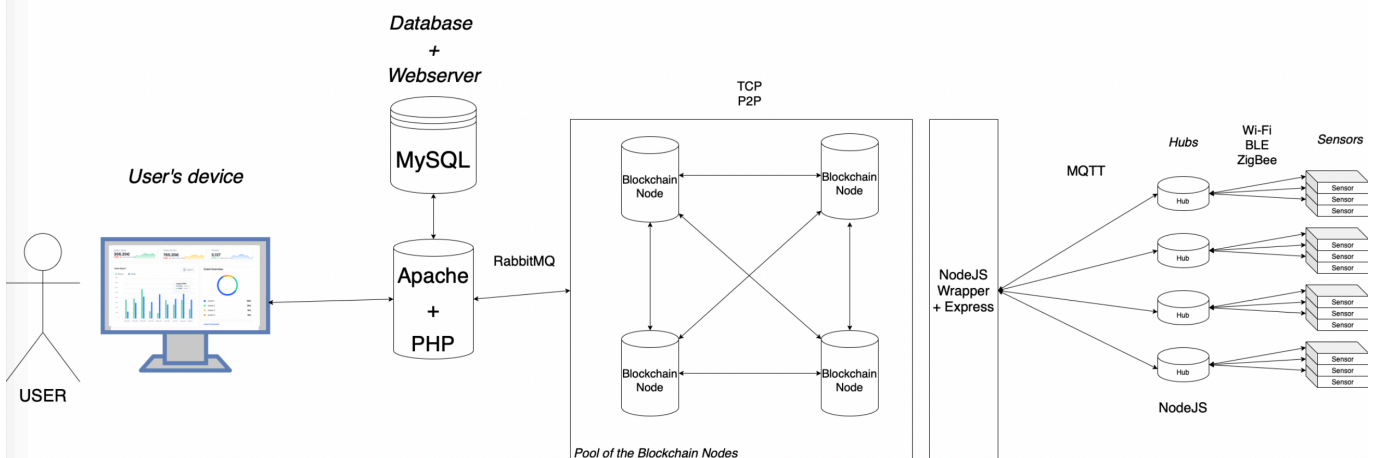 Database
+
Webserver
MySQL
User's device
Apache
+
PHP
USER
RabbitMQ
TCP
P2P
Blockchain
Node
Blockchain
Node
Blockchain
Node
Blockchain
Node
Pool of the Blockchain Nodes
NodeJS
Wrapper
+ Express
MQTT
Hubs
Hub
Hub
Hub
Hub
NodeJS
Wi-Fi
BLE
ZigBee
Sensors
Sensor
Sensor
Sensor
Sensor
Sensor
Sensor
Sensor
Sensor
Sensor
Sensor
Sensor
Sensor